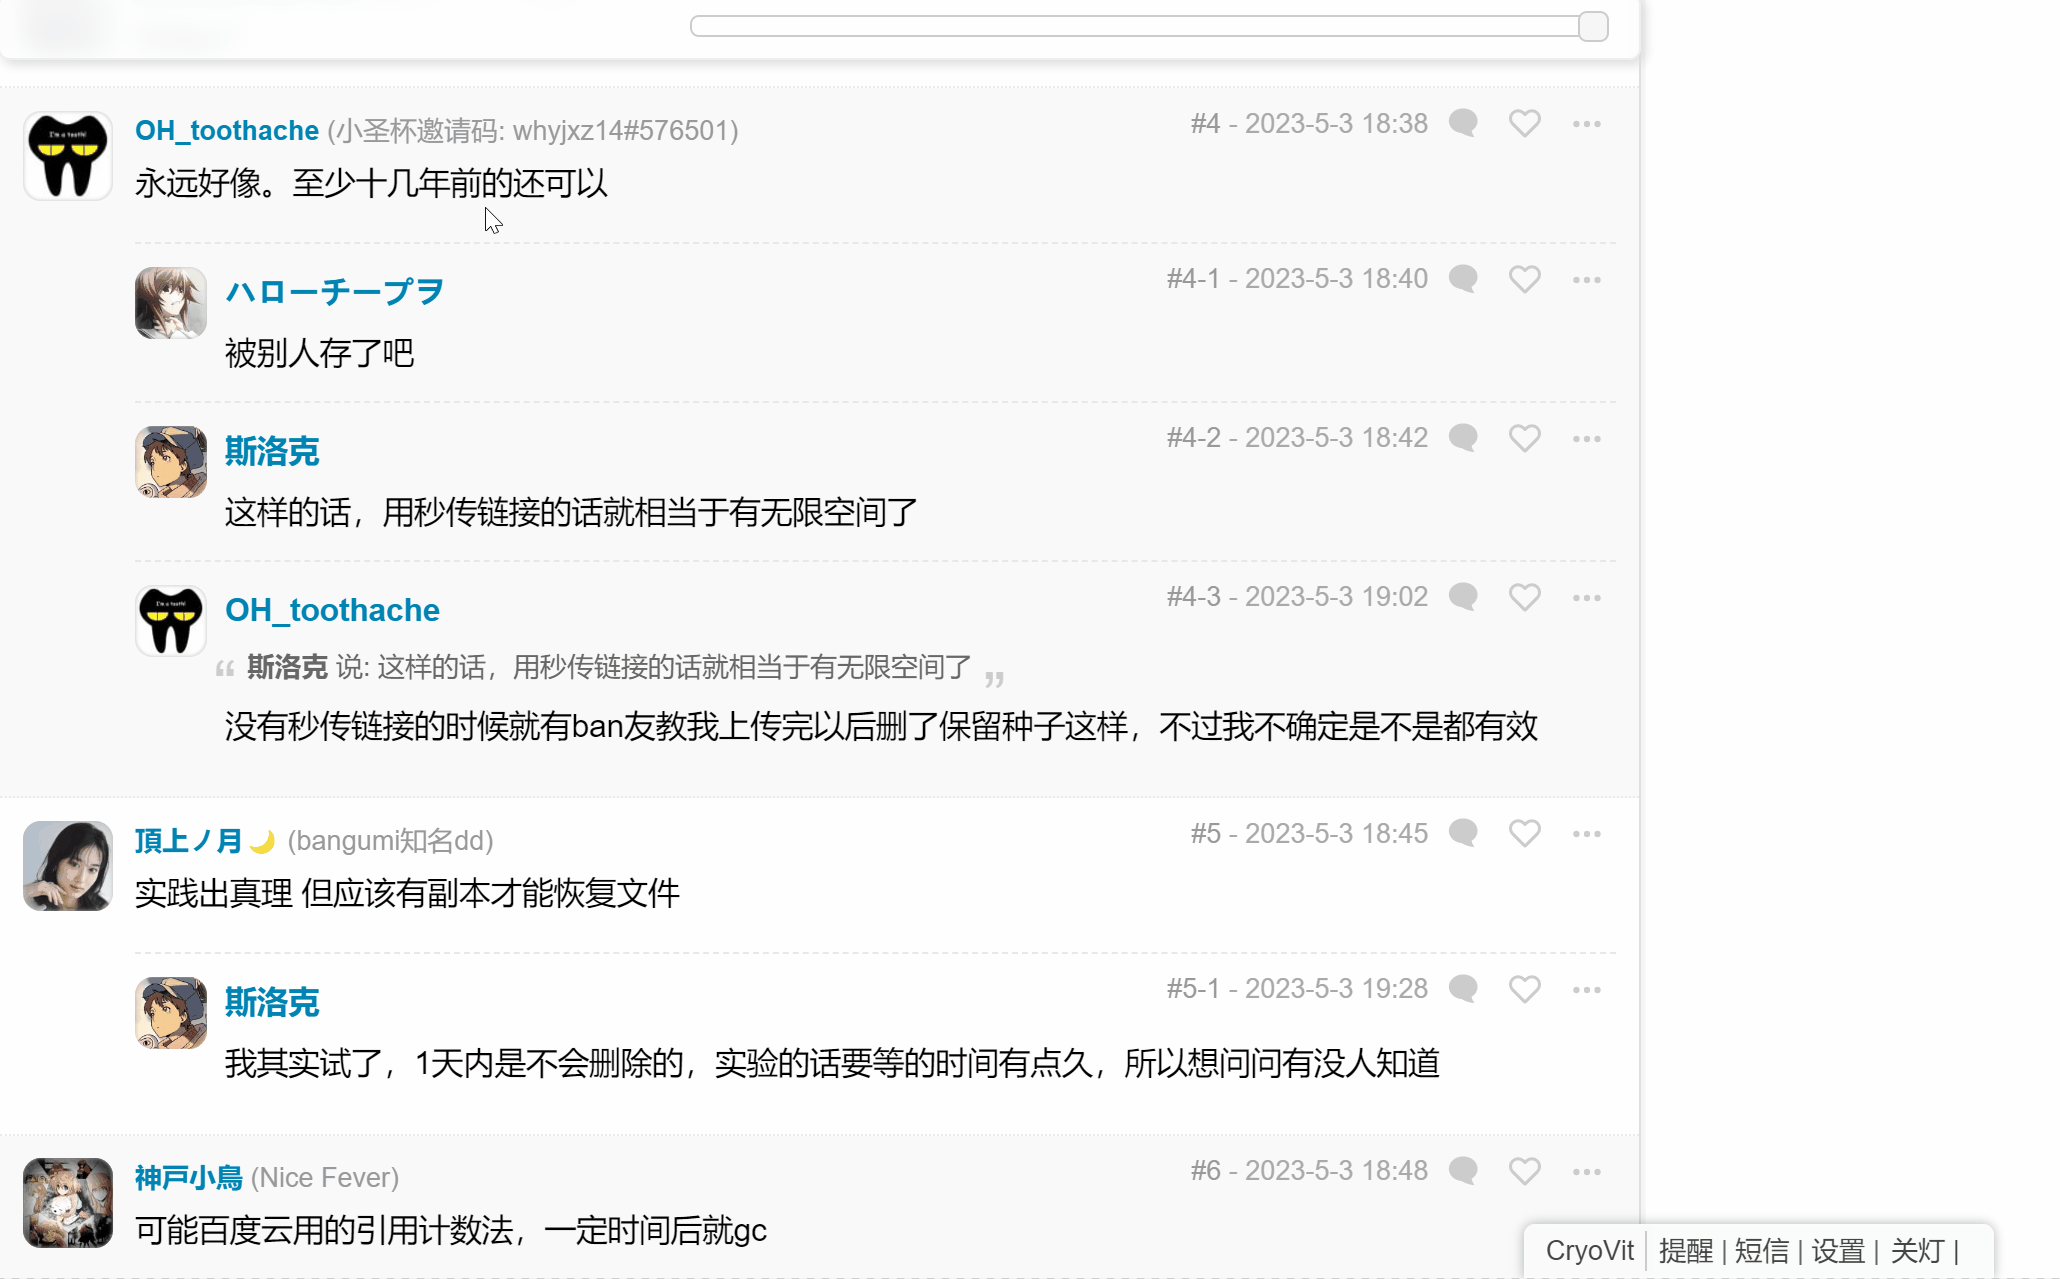 OH_toothache (小圣杯邀请码: whyjxz14#576501)
#4 - 2023-5-3 18:38
永远好像。至少十几年前的还可以
ハローチープヲ
#4-1 - 2023-5-3 18:40
被别人存了吧
斯洛克
#4-2 - 2023-5-3 18:42
这样的话，用秒传链接的话就相当于有无限空间了
OH_toothache
#4-3 - 2023-5-3 19:02
“ 斯洛克 说: 这样的话，用秒传链接的话就相当于有无限空间了 ”
没有秒传链接的时候就有ban友教我上传完以后删了保留种子这样，不过我不确定是不是都有效
頂上ノ月🌙 (bangumi知名dd)
#5 - 2023-5-3 18:45
实践出真理 但应该有副本才能恢复文件
斯洛克
#5-1 - 2023-5-3 19:28
我其实试了，1天内是不会删除的，实验的话要等的时间有点久，所以想问问有没人知道
神戸小鳥 (Nice Fever)
#6 - 2023-5-3 18:48
可能百度云用的引用计数法，一定时间后就gc
CryoVit | 提醒 | 短信 | 设置 | 关灯 |